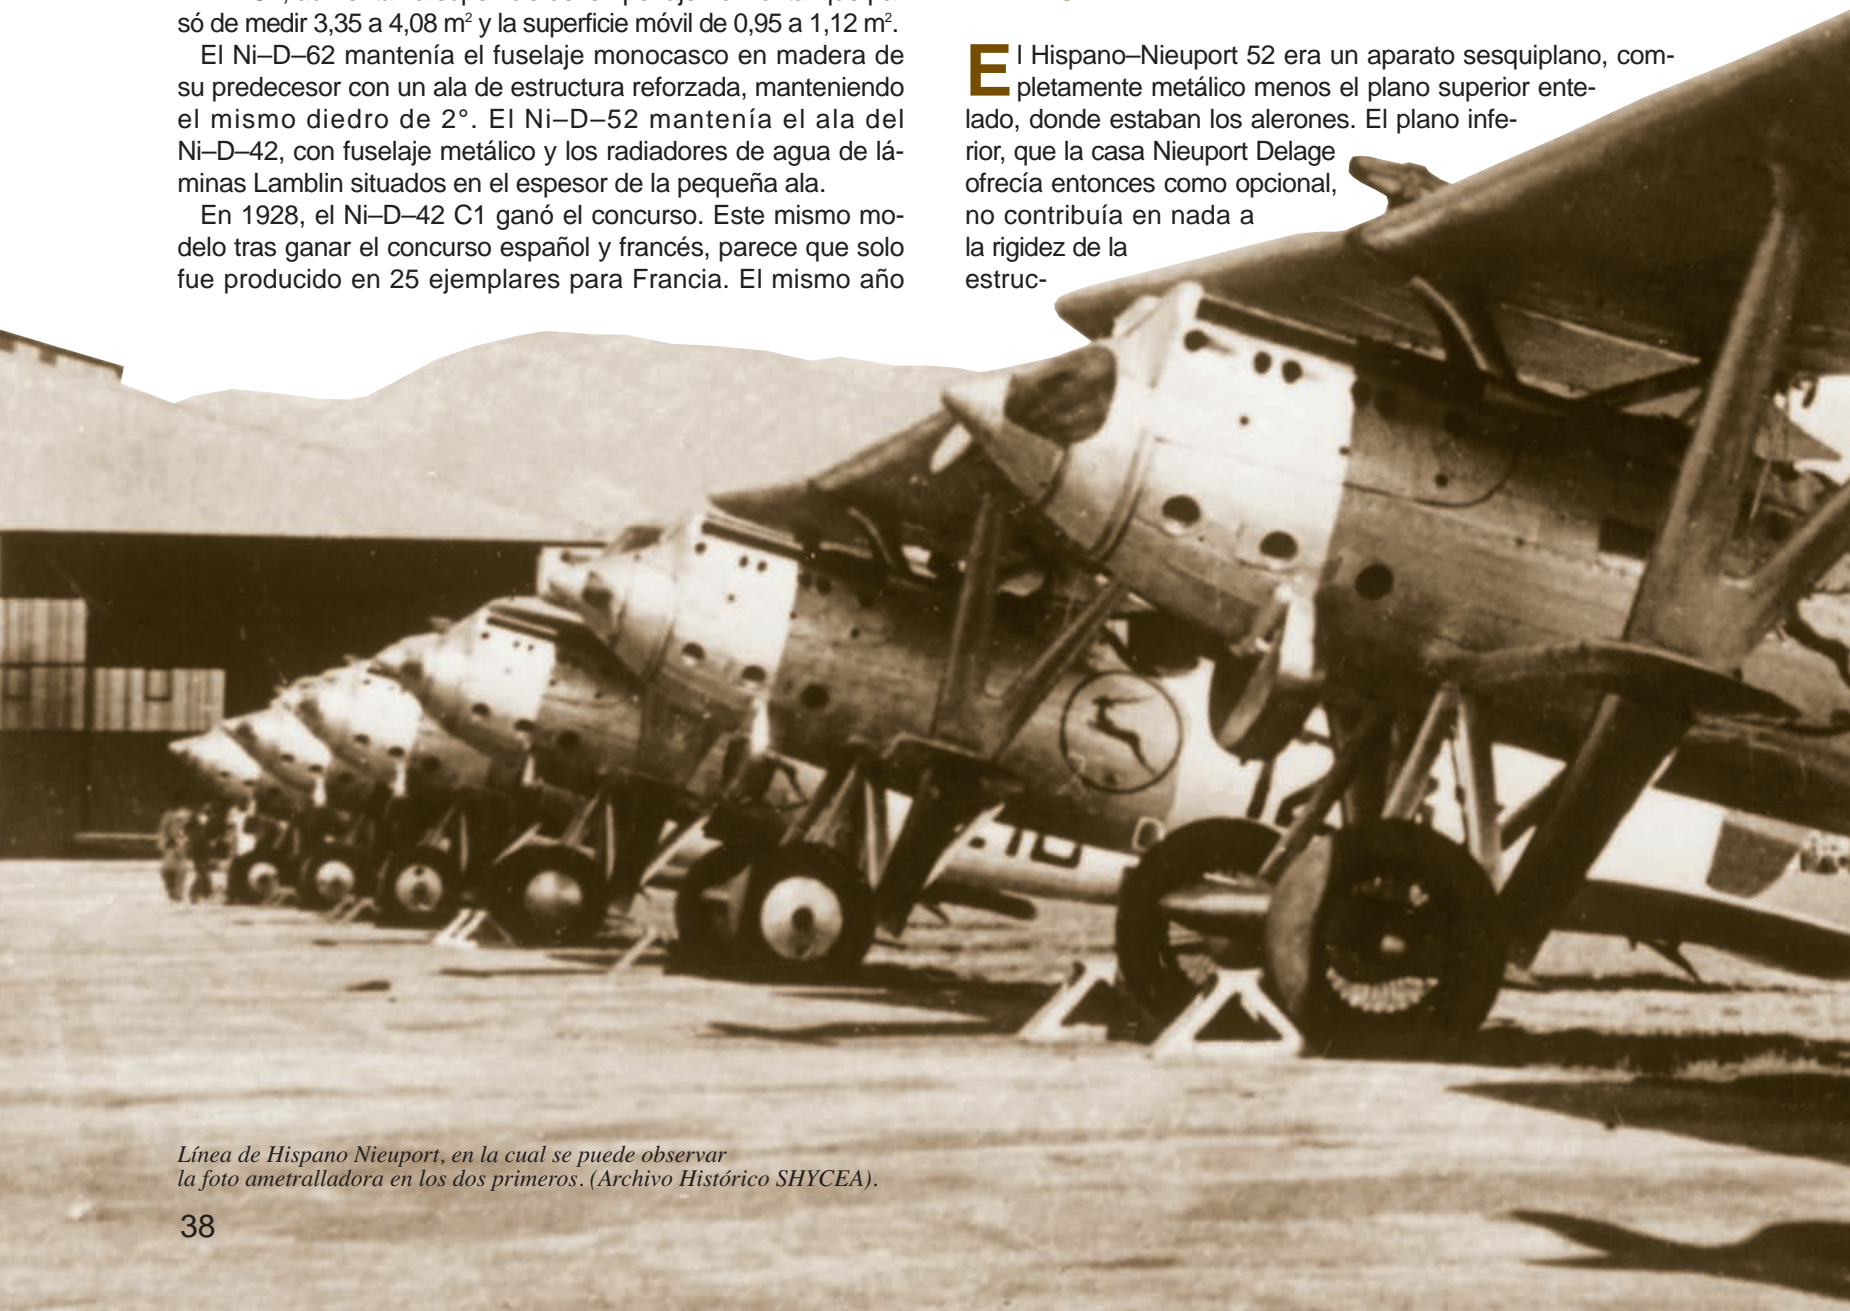 só de medir 3,35 a 4,08 m² y la superficie móvil de 0,95 a 1,12 m².
El Ni–D–62 mantenía el fuselaje monocasco en madera de
su predecesor con un ala de estructura reforzada, manteniendo
el mismo diedro de 2°. El Ni–D–52 mantenía el ala del
Ni–D–42, con fuselaje metálico y los radiadores de agua de lá-
minas Lamblin situados en el espesor de la pequeña ala.
En 1928, el Ni–D–42 C1 ganó el concurso. Este mismo mo-
delo tras ganar el concurso español y francés, parece que solo
fue producido en 25 ejemplares para Francia. El mismo año
El Hispano–Nieuport 52 era un aparato sesquiplano, com-
pletamente metálico menos el plano superior ente-
lado, donde estaban los alerones. El plano infe-
rior, que la casa Nieuport Delage
ofrecía entonces como opcional,
no contribuía en nada a
la rigidez de la
estruc-
Línea de Hispano Nieuport, en la cual se puede observar
la foto ametralladora en los dos primeros. (Archivo Histórico SHYCEA).
38